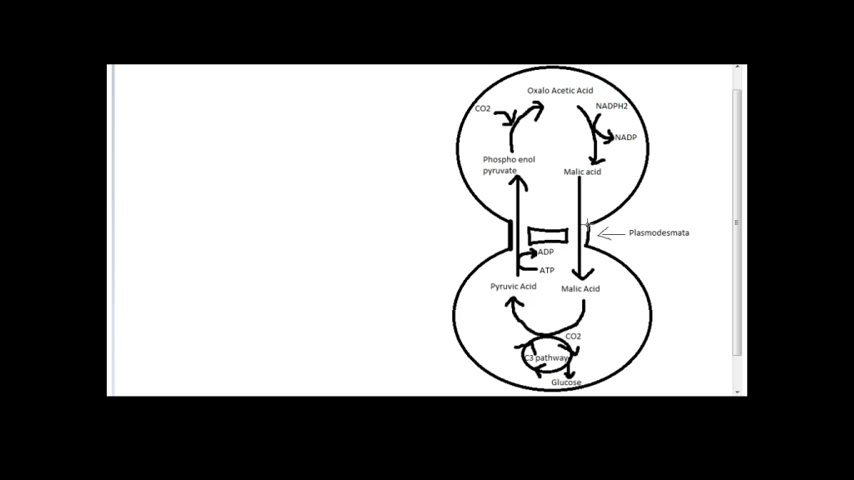 Oxalo Acetic Acid
CO2
NADPH2
NADP
Phospho enol
pyruvate
Malic acid
Plasmodesmata
ADP
ATP
Pyruvic Acid
Malic Acid
CO2
C3 pathway
Glucose